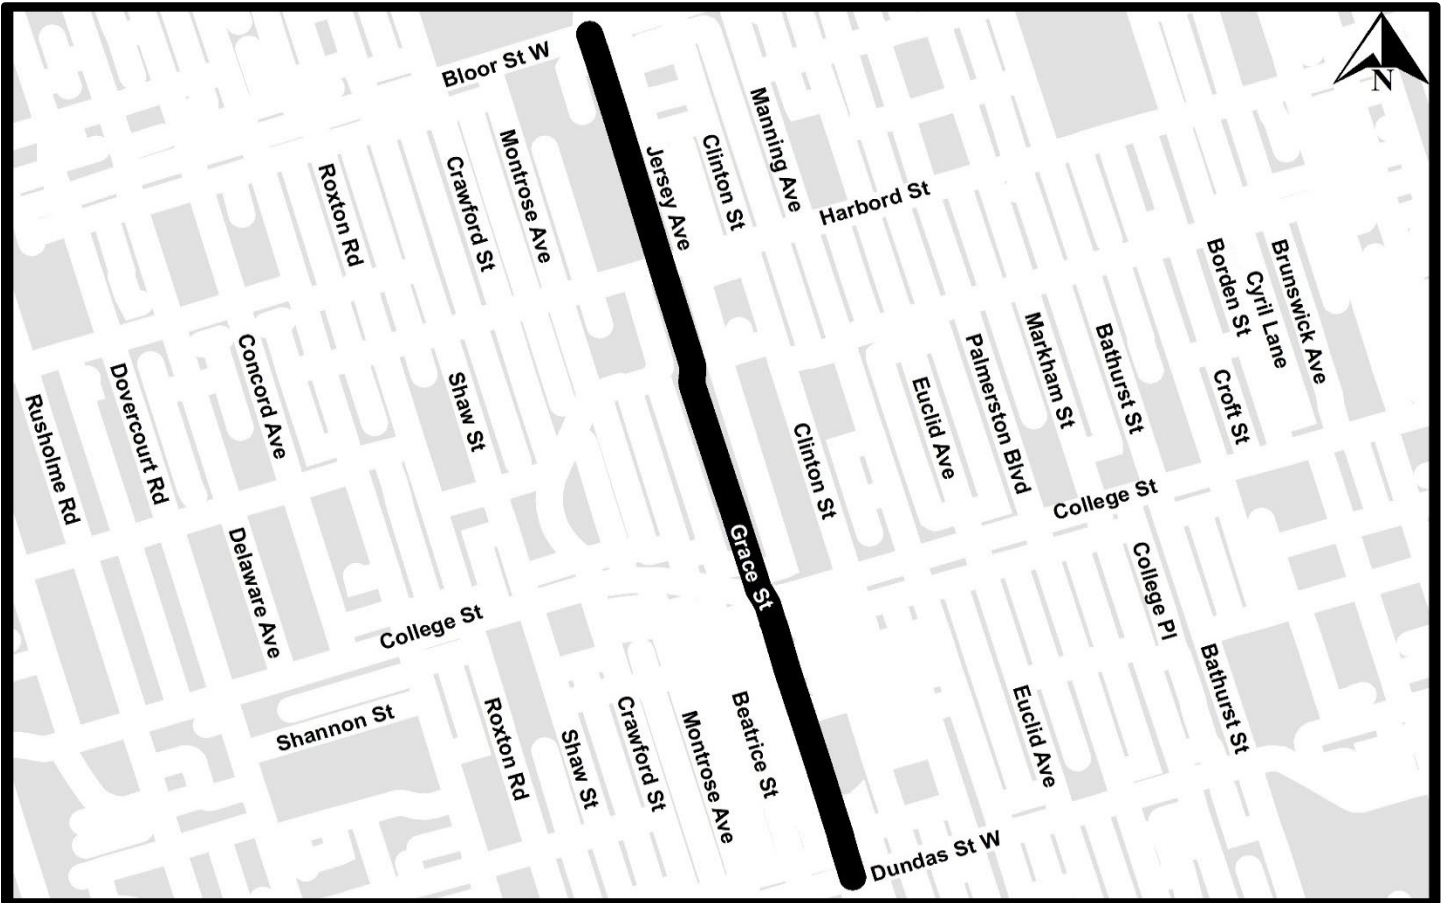 Bloor St W
N
Manning Ave
Montrose Ave
Clinton St
Jersey Ave
Crawford St
Roxton Rd
Harbord St
Borden St
Cyril Lane
Brunswick Ave
Markham St
Bathurst St
Palmerston Blvd
Concord Ave
Dovercourt Rd
Shaw St
Croft St
Euclid Ave
Rusholme Rd
Clinton St
College St
Grace St
Delaware Ave
College Pl
College St
Bathurst St
Euclid Ave
Shannon St
Roxton Rd
Shaw St
Crawford St
Montrose Ave
Beatrice St
Dundas St W